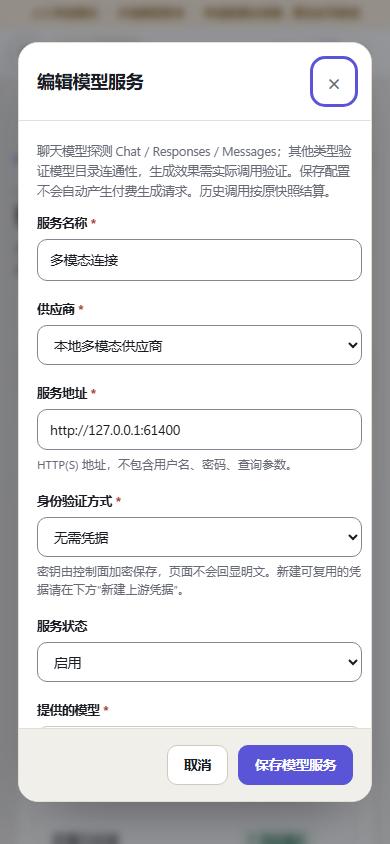 编辑模型服务
×
聊天模型探测 Chat / Responses / Messages；其他类型验
证模型目录连通性，生成效果需实际调用验证。保存配置
不会自动产生付费生成请求。历史调用按原快照结算。
服务名称 *
多模态连接
供应商 *
本地多模态供应商
服务地址 *
http://127.0.0.1:61400
HTTP(S) 地址，不包含用户名、密码、查询参数。
身份验证方式 *
无需凭据
密钥由控制面加密保存，页面不会回显明文。新建可复用的凭
据请在下方“新建上游凭据”。
服务状态
启用
提供的模型 *
取消
保存模型服务